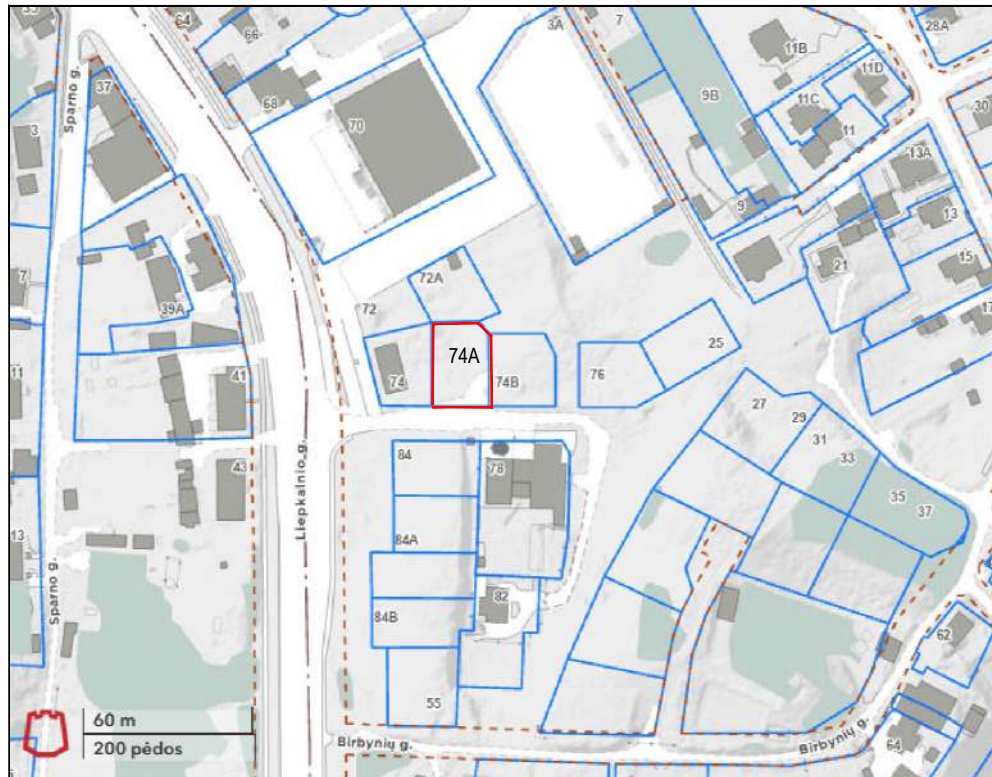 Sparno g.
37
3
7
39A
11
41
43
13
Sparno g.
64
66
68
70
3A
7
9B
9
11B
11C
11D
11
28A
30
13A
13
15
17
21
72A
72
74
74A
74B
76
25
27
29
31
33
35
37
Liepkalnio g.
84
84A
84B
55
78
82
62
64
Birbynių g.
Birbynių g.
60 m
200 pėdos